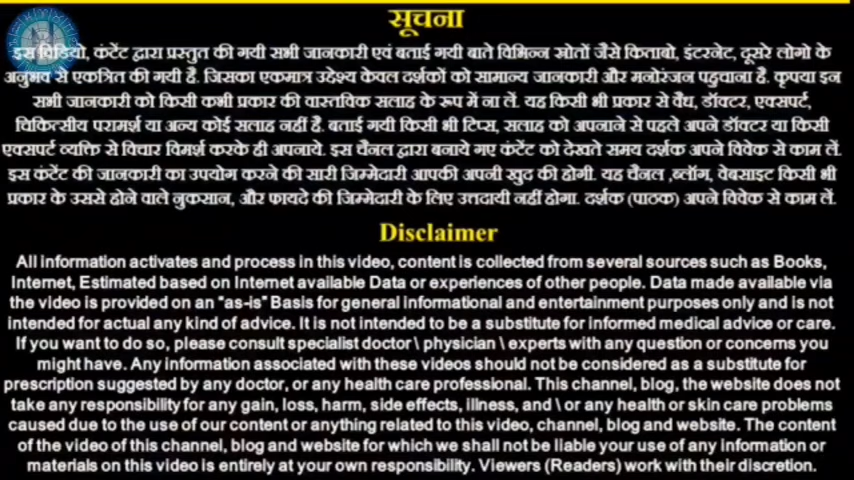 सूचना
इस विडियो, कंटेंट द्वारा प्रस्तुत की गयी सभी जानकारी एवं बताई गयी बाते विभिन्न स्रोतों जैसे किताबो, इंटरनेट, दूसरे लोगो के
अनुभव से एकत्रित की गयी है. जिसका एकमात्र उद्देश्य केवल दर्शकों को सामान्य जानकारी और मनोरंजन पहुचाना है. कृपया इन
सभी जानकारी को किसी कभी प्रकार की वास्तविक सलाह के रूप में ना लें. यह किसी भी प्रकार से वैध, डॉक्टर, एक्सपर्ट,
चिकित्सीय परामर्श या अन्य कोई सलाह नहीं है. बताई गयी किसी भी टिप्स, सलाह को अपनाने से पहले अपने डॉक्टर या किसी
एक्सपर्ट व्यक्ति से विचार विमर्श करके ही अपनाये. इस चैनल द्वारा बनाये गए कंटेंट को देखते समय दर्शक अपने विवेक से काम लें.
इस कंटेंट की जानकारी का उपयोग करने की सारी जिम्मेदारी आपकी अपनी खुद की होगी. यह चैनल ,ब्लॉग, वेबसाइट किसी भी
प्रकार के उससे होने वाले नुकसान, और फायदे की जिम्मेदारी के लिए उत्तदायी नहीं होगा. दर्शक (पाठक) अपने विवेक से काम लें.
Disclaimer
All information activates and process in this video, content is collected from several sources such as Books,
Internet, Estimated based on Internet available Data or experiences of other people. Data made available via
the video is provided on an "as-is" Basis for general informational and entertainment purposes only and is not
intended for actual any kind of advice. It is not intended to be a substitute for informed medical advice or care.
If you want to do so, please consult specialist doctor \ physician \ experts with any question or concerns you
might have. Any information associated with these videos should not be considered as a substitute for
prescription suggested by any doctor, or any health care professional. This channel, blog, the website does not
take any responsibility for any gain, loss, harm, side effects, illness, and \ or any health or skin care problems
caused due to the use of our content or anything related to this video, channel, blog and website. The content
of the video of this channel, blog and website for which we shall not be liable your use of any information or
materials on this video is entirely at your own responsibility. Viewers (Readers) work with their discretion.